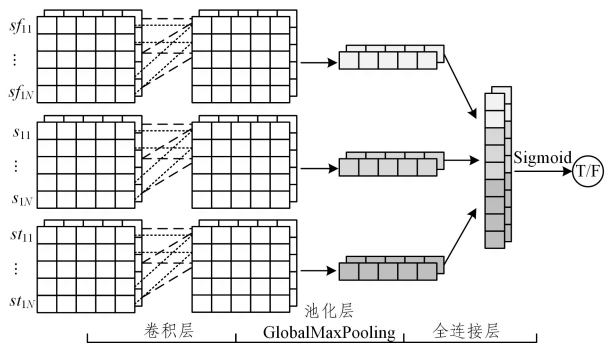 sf11
⋮
sf1N
s11
⋮
s1N
st11
⋮
st1N
Sigmoid
T/F
池化层
卷积层
GlobalMaxPooling
全连接层